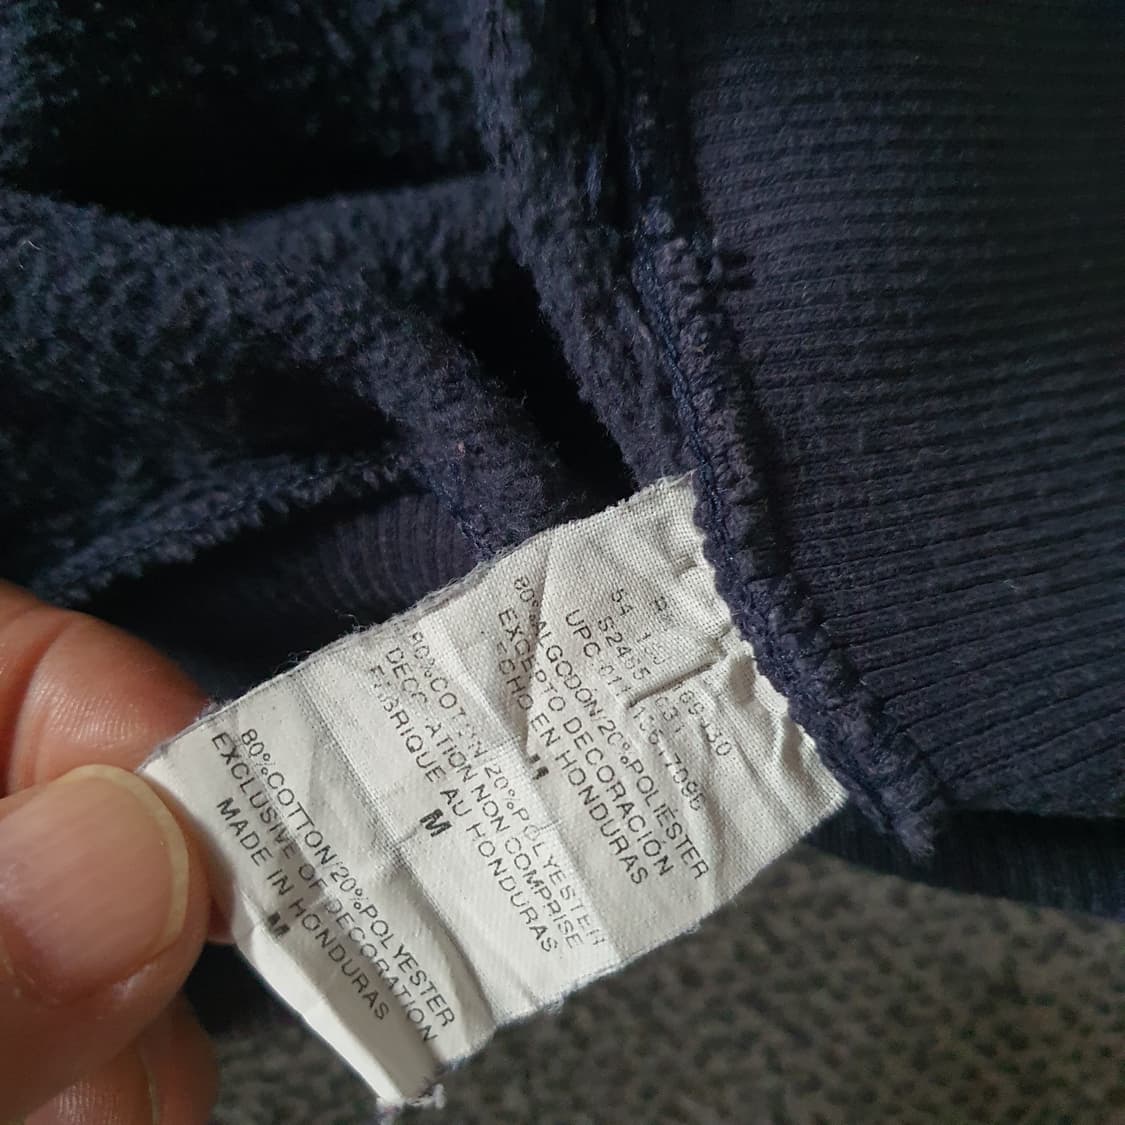 80%COTTON/20%POLYESTER
EXCLUSIVE OF DECORATION
MADE IN HONDURAS
M
80%COTTON/20%POLYESTER
DECORATION NON COMPRISE
FABRIQUE AU HONDURAS
M
80%ALGODON/20%POLIESTER
EXCEPTO DECORACIÓN
HECHO EN HONDURAS
M
UPC
54